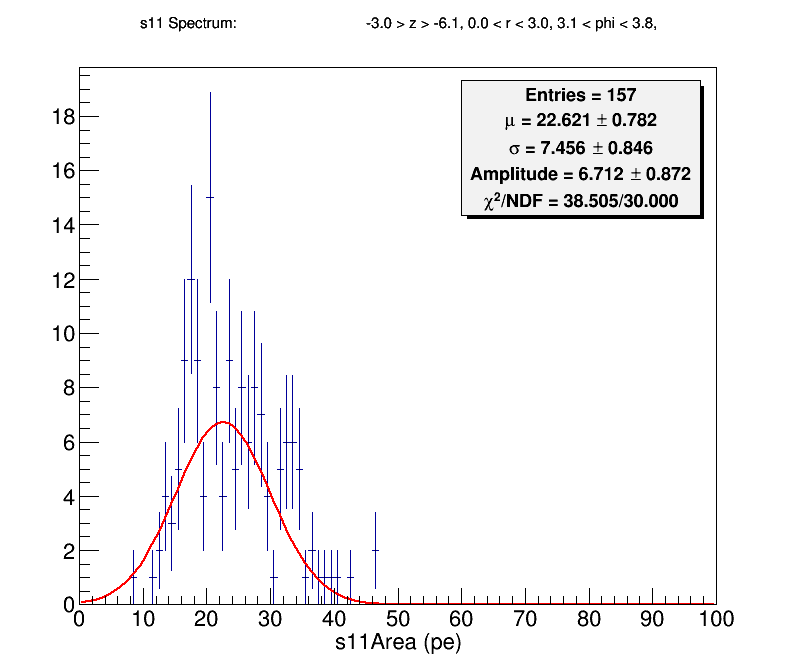 s11 Spectrum: -3.0 > z > -6.1, 0.0 < r < 3.0, 3.1 < phi < 3.8,
Entries = 157
μ = 22.621 ± 0.782
σ = 7.456 ± 0.846
Amplitude = 6.712 ± 0.872
χ²/NDF = 38.505/30.000
18
16
14
12
10
8
6
4
2
0
0 10 20 30 40 50 60 70 80 90 100
s11Area (pe)